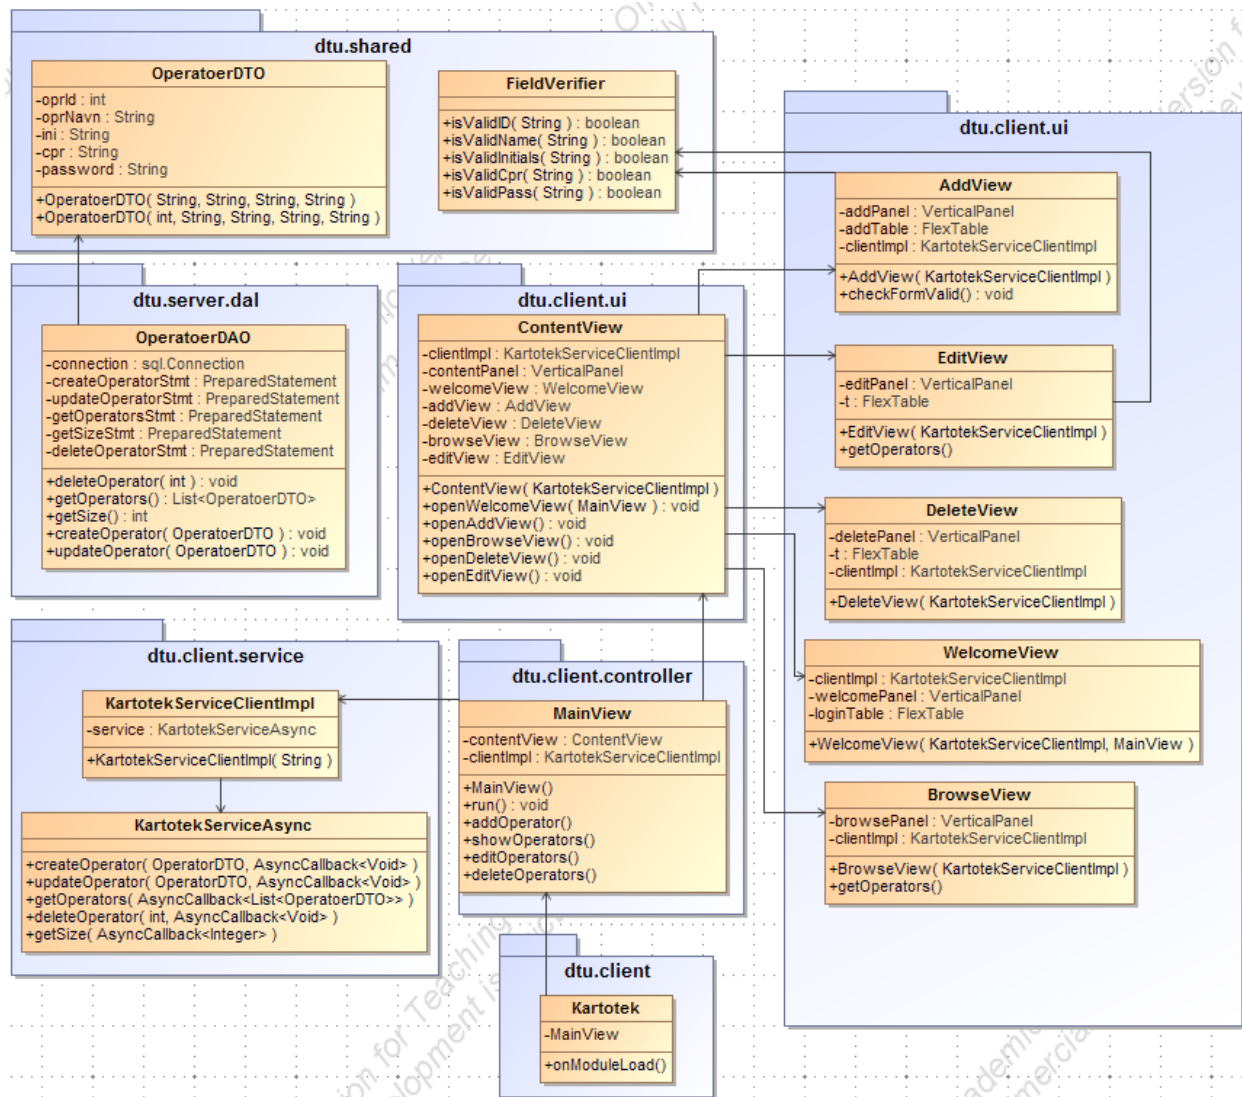 dtu.shared
OperatoerDTO
-oprId : int
-oprNavn : String
-ini : String
-cpr : String
-password : String
+OperatoerDTO( String, String, String, String )
+OperatoerDTO( int, String, String, String, String )
FieldVerifier
+isValidID( String ) : boolean
+isValidName( String ) : boolean
+isValidInitials( String ) : boolean
+isValidCpr( String ) : boolean
+isValidPass( String ) : boolean
dtu.server.dal
OperatoerDAO
-connection : sql.Connection
-createOperatorStmt : PreparedStatement
-updateOperatorStmt : PreparedStatement
-getOperatorsStmt : PreparedStatement
-getSizeStmt : PreparedStatement
-deleteOperatorStmt : PreparedStatement
+deleteOperator( int ) : void
+getOperators() : List<OperatoerDTO>
+getSize() : int
+createOperator( OperatoerDTO ) : void
+updateOperator( OperatoerDTO ) : void
dtu.client.ui
ContentView
-clientImpl : KartotekServiceClientImpl
-contentPanel : VerticalPanel
-welcomeView : WelcomeView
-addView : AddView
-deleteView : DeleteView
-browseView : BrowseView
-editView : EditView
+ContentView( KartotekServiceClientImpl )
+openWelcomeView( MainView ) : void
+openAddView() : void
+openBrowseView() : void
+openDeleteView() : void
+openEditView() : void
dtu.client.ui
AddView
-addPanel : VerticalPanel
-addTable : FlexTable
-clientImpl : KartotekServiceClientImpl
+AddView( KartotekServiceClientImpl )
+checkFormValid() : void
EditView
-editPanel : VerticalPanel
-t : FlexTable
+EditView( KartotekServiceClientImpl )
+getOperators()
DeleteView
-deletePanel : VerticalPanel
-t : FlexTable
-clientImpl : KartotekServiceClientImpl
+DeleteView( KartotekServiceClientImpl )
WelcomeView
-clientImpl : KartotekServiceClientImpl
-welcomePanel : VerticalPanel
-loginTable : FlexTable
+WelcomeView( KartotekServiceClientImpl, MainView )
BrowseView
-browsePanel : VerticalPanel
-clientImpl : KartotekServiceClientImpl
+BrowseView( KartotekServiceClientImpl )
+getOperators()
dtu.client.service
KartotekServiceClientImpl
-service : KartotekServiceAsync
+KartotekServiceClientImpl( String )
KartotekServiceAsync
+createOperator( OperatorDTO, AsyncCallback<Void> )
+updateOperator( OperatorDTO, AsyncCallback<Void> )
+getOperators( AsyncCallback<List<OperatoerDTO>> )
+deleteOperator( int, AsyncCallback<Void> )
+getSize( AsyncCallback<Integer> )
dtu.client.controller
MainView
-contentView : ContentView
-clientImpl : KartotekServiceClientImpl
+MainView()
+run() : void
+addOperator()
+showOperators()
+editOperators()
+deleteOperators()
dtu.client
Kartotek
-MainView
+onModuleLoad()
for Teaching